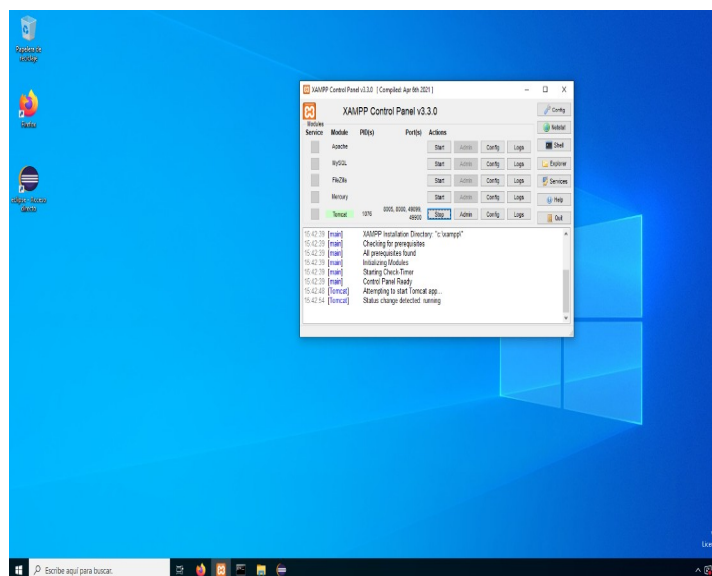 Papelera de
reciclaje
Firefox
eclipse - Acceso
directo
XAMPP Control Panel v3.3.0 [ Compiled: Apr 6th 2021 ]
XAMPP Control Panel v3.3.0
Config
Netstat
Shell
Explorer
Services
Help
Quit
Modules
Service Module PID(s) Port(s) Actions
Apache Start Admin Config Logs
MySQL Start Admin Config Logs
FileZilla Start Admin Config Logs
Mercury Start Admin Config Logs
Tomcat 1076 Stop Admin Config Logs
15:42:39 [main] XAMPP Installation Directory: "c:\xampp\"
15:42:39 [main] Checking for prerequisites
15:42:39 [main] All prerequisites found
15:42:39 [main] Initializing Modules
15:42:39 [main] Starting Check-Timer
15:42:39 [main] Control Panel Ready
15:42:48 [Tomcat] Attempting to start Tomcat app...
15:42:54 [Tomcat] Status change detected: running
Escribe aquí para buscar.